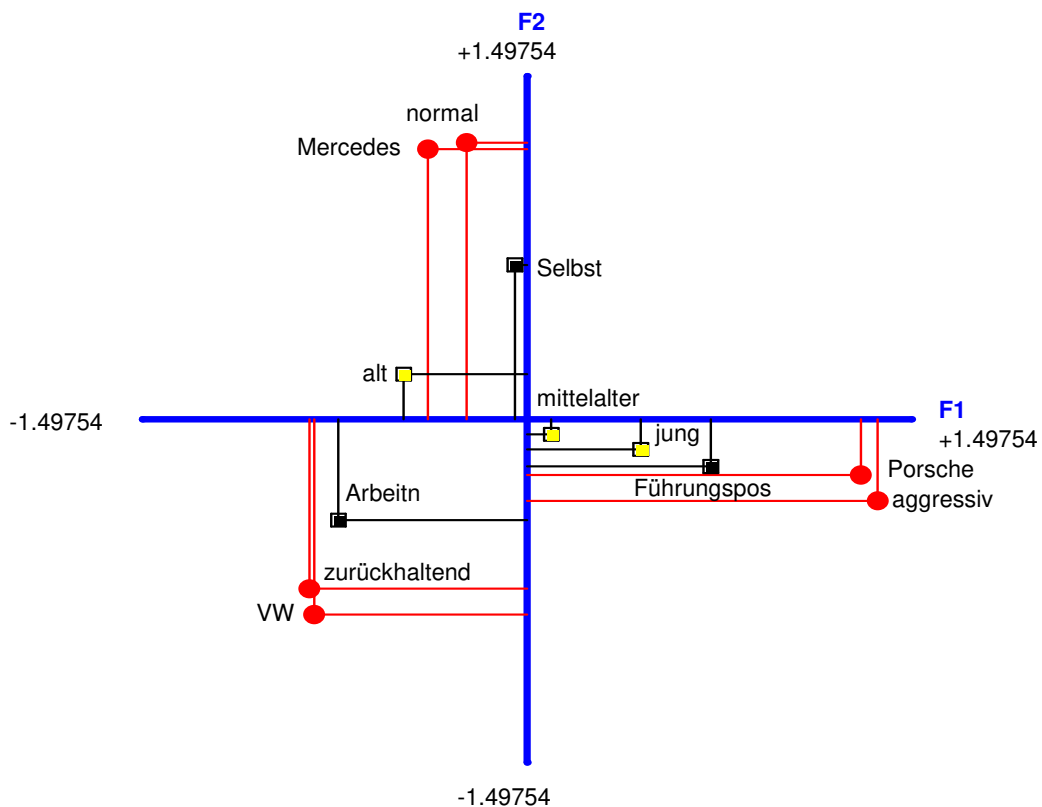 F2
+1.49754
normal
Mercedes
Selbst
alt
mittelalter
-1.49754
F1
+1.49754
jung
Porsche
Führungspos
Arbeitn
aggressiv
zurückhaltend
VW
-1.49754